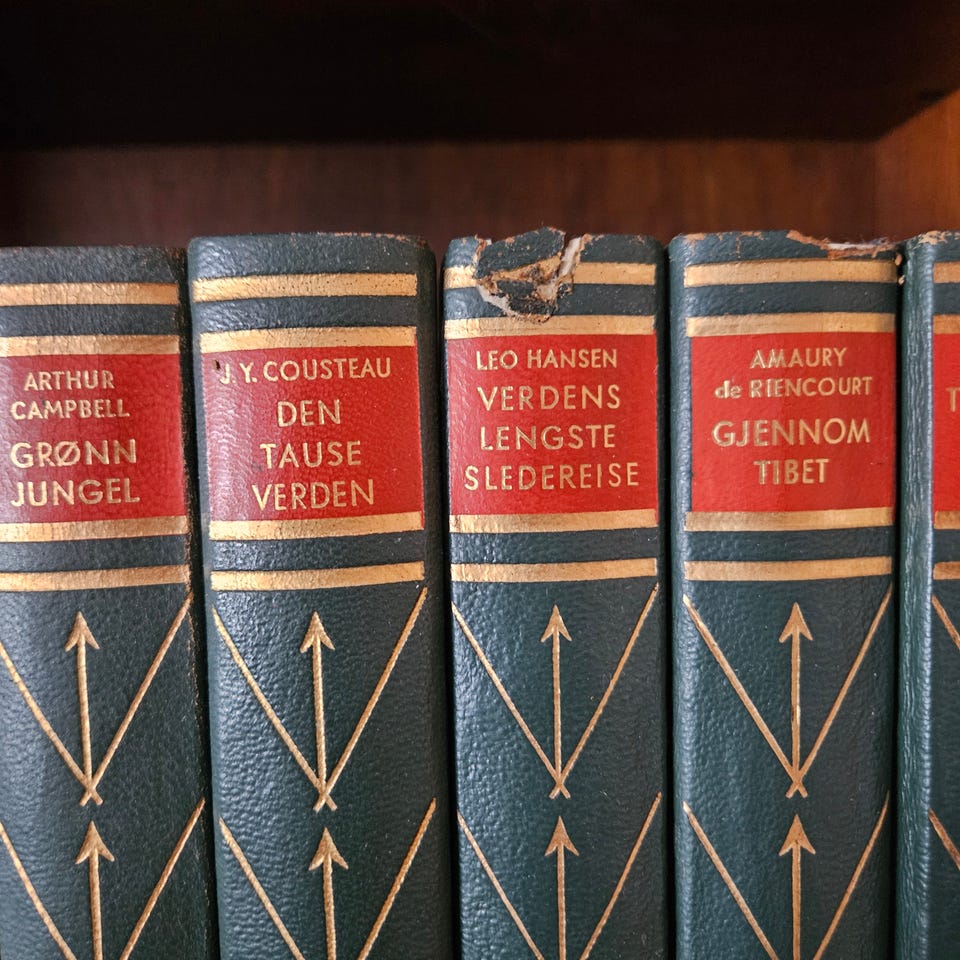 ARTHUR
CAMPBELL
GRØNN
JUNGEL
J. Y. COUSTEAU
DEN
TAUSE
VERDEN
LEO HANSEN
VERDENS
LENGSTE
SLEDEREISE
AMAURY
de RIENCOURT
GJENNOM
TIBET
T